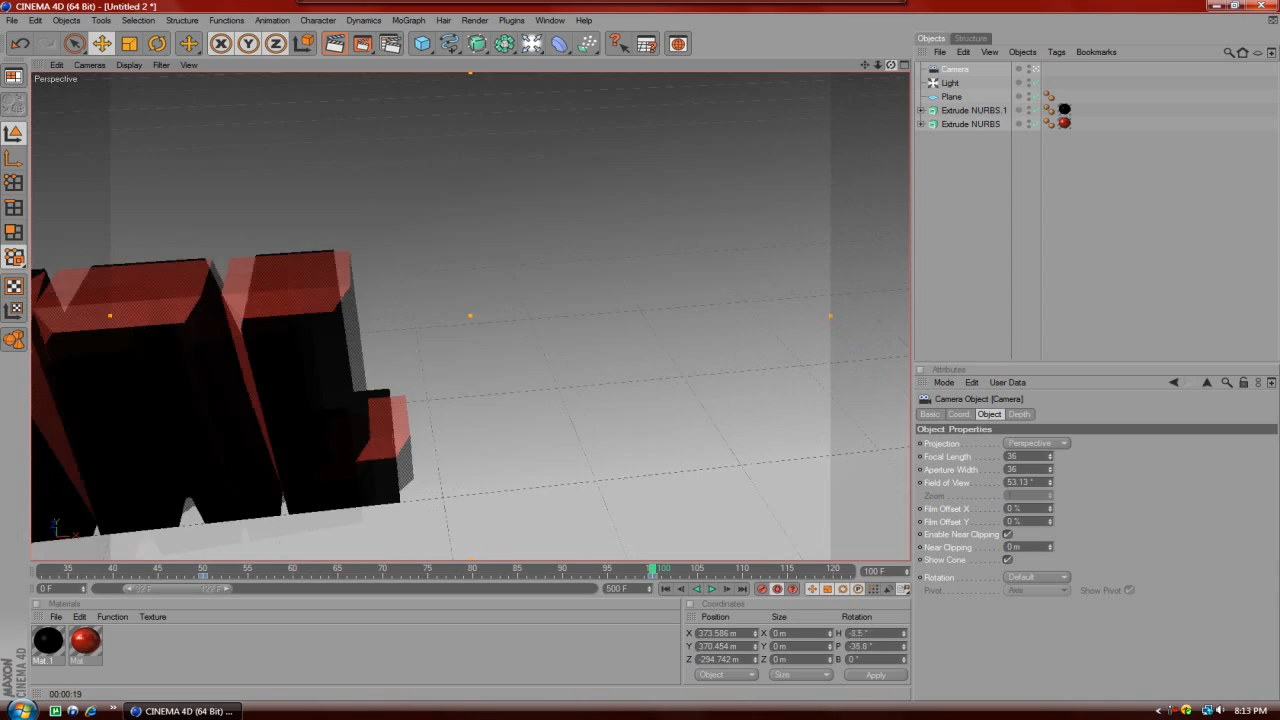 CINEMA 4D (64 Bit) - [Untitled 2 *]
File Edit Objects Tools Selection Structure Functions Animation Character Dynamics MoGraph Hair Render Plugins Window Help
Objects Structure
File Edit View Objects Tags Bookmarks
Edit Cameras Display Filter View
Perspective
Camera
Light
Plane
Extrude NURBS.1
Extrude NURBS
Attributes
Mode Edit User Data
Camera Object [Camera]
Basic Coord. Object Depth
Object Properties
Projection Perspective
Focal Length 36
Aperture Width 36
Field of View 53.13 °
Zoom
Film Offset X 0 %
Film Offset Y 0 %
Enable Near Clipping
Near Clipping 0 m
Show Cone
Rotation Default
Pivot Axis Show Pivot
35 40 45 50 55 60 65 70 75 80 85 90 95 100 105 110 115 120
100 F
0 F 500 F
Materials
File Edit Function Texture
Mat.1 Mat
Coordinates
Position Size Rotation
X 373.586 m X 0 m H -8.5 °
Y 370.454 m Y 0 m P -36.8 °
Z -294.742 m Z 0 m B 0 °
Object Size Apply
MAXON
CINEMA 4D
00:00:19
CINEMA 4D (64 Bit) ...
8:13 PM